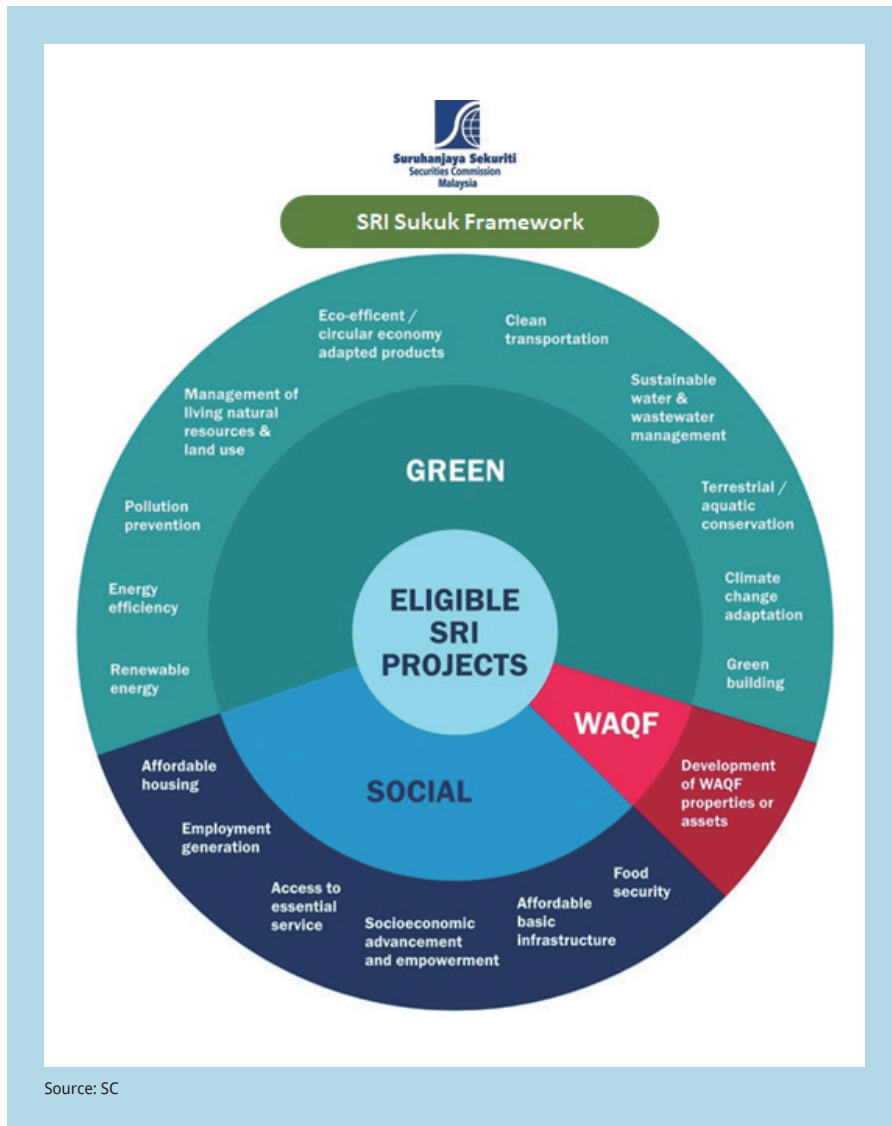 Suruhanjaya Sekuriti
Securities Commission
Malaysia
SRI Sukuk Framework
Eco-efficent /
circular economy
adapted products
Clean
transportation
Management of
living natural
resources &
land use
Sustainable
water &
wastewater
management
GREEN
Pollution
prevention
Terrestrial /
aquatic
conservation
Energy
efficiency
Climate
change
adaptation
ELIGIBLE
SRI
PROJECTS
Renewable
energy
Green
building
WAQF
SOCIAL
Affordable
housing
Development
of WAQF
properties or
assets
Employment
generation
Access to
essential
service
Socioeconomic
advancement
and empowerment
Affordable
basic
infrastructure
Food
security
Source: SC